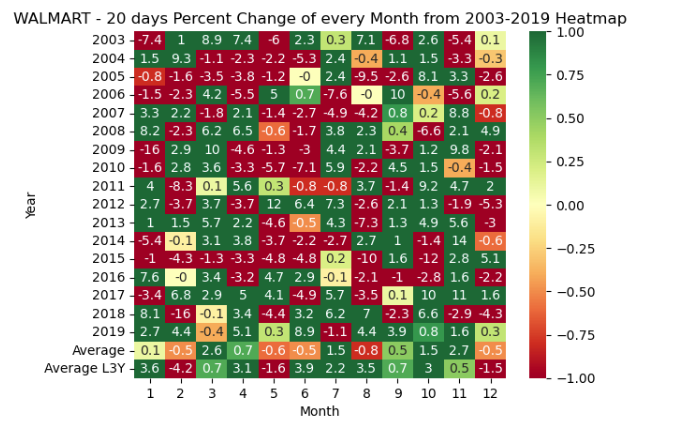 WALMART - 20 days Percent Change of every Month from 2003-2019 Heatmap
2003 -7.4 1 8.9 7.4 -6 2.3 0.3 7.1 -6.8 2.6 -5.4 0.1
2004 1.5 9.3 -1.1 -2.3 -2.2 -5.3 2.4 -0.4 1.1 1.5 -3.3 -0.3
2005 -0.8 -1.6 -3.5 -3.8 -1.2 -0 2.4 -9.5 -2.6 8.1 3.3 -2.6
2006 -1.5 -2.3 4.2 -5.5 5 0.7 -7.6 -0 10 -0.4 -5.6 0.2
2007 3.3 2.2 -1.8 2.1 -1.4 -2.7 -4.9 -4.2 0.8 0.2 8.8 -0.8
2008 8.2 -2.3 6.2 6.5 -0.6 -1.7 3.8 2.3 0.4 -6.6 2.1 4.9
2009 -16 2.9 10 -4.6 -1.3 -3 4.4 2.1 -3.7 1.2 9.8 -2.1
2010 -1.6 2.8 3.6 -3.3 -5.7 -7.1 5.9 -2.2 4.5 1.5 -0.4 -1.5
2011 4 -8.3 0.1 5.6 0.3 -0.8 -0.8 3.7 -1.4 9.2 4.7 2
2012 2.7 -3.7 3.7 -3.7 12 6.4 7.3 -2.6 2.1 1.3 -1.9 -5.3
2013 1 1.5 5.7 2.2 -4.6 -0.5 4.3 -7.3 1.3 4.9 5.6 -3
2014 -5.4 -0.1 3.1 3.8 -3.7 -2.2 -2.7 2.7 1 -1.4 14 -0.6
2015 -1 -4.3 -1.3 -3.3 -4.8 -4.8 0.2 -10 1.6 -12 2.8 5.1
2016 7.6 -0 3.4 -3.2 4.7 2.9 -0.1 -2.1 -1 -2.8 1.6 -2.2
2017 -3.4 6.8 2.9 5 4.1 -4.9 5.7 -3.5 0.1 10 11 1.6
2018 8.3 -16 -0.1 3.4 -4.4 3.2 6.2 7 -2.3 6.6 -2.9 -4.3
2019 2.7 4.4 -0.4 5.1 0.3 8.9 -1.1 4.4 3.9 0.8 1.6 0.3
Average 0.1 -0.5 2.6 0.7 -0.6 -0.5 1.5 -0.8 0.5 1.5 2.7 -0.5
Average L3Y 3.6 -4.2 0.7 3.1 -1.6 3.9 2.2 3.5 0.7 3 0.5 -1.5
1 2 3 4 5 6 7 8 9 10 11 12
Month
Year
1.00
0.75
0.50
0.25
0.00
−0.25
−0.50
−0.75
−1.00